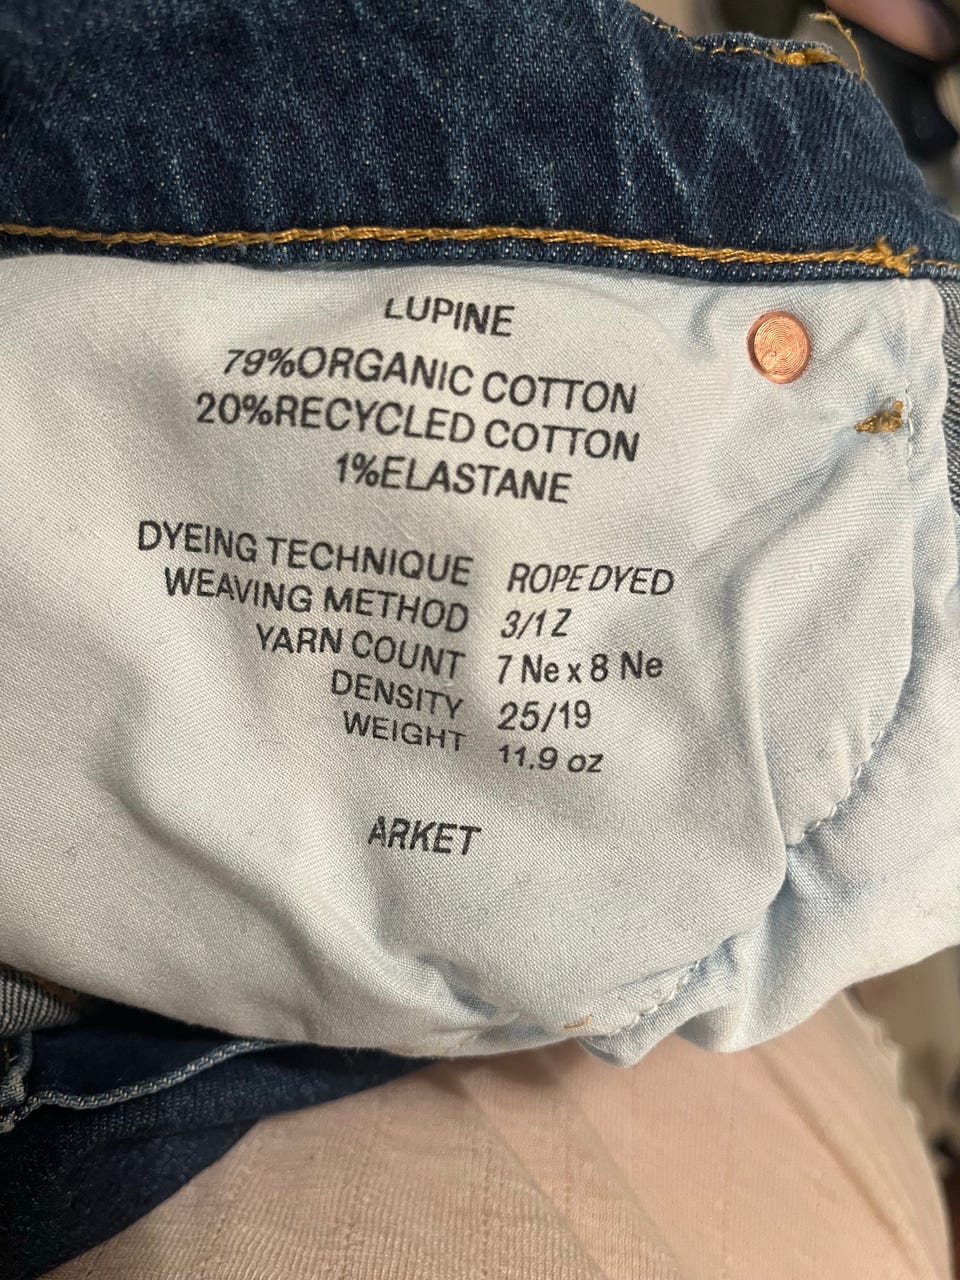 LUPINE
79%ORGANIC COTTON
20%RECYCLED COTTON
1%ELASTANE
DYEING TECHNIQUE ROPE DYED
WEAVING METHOD 3/1 Z
YARN COUNT 7 Ne x 8 Ne
DENSITY 25/19
WEIGHT 11.9 oz
ARKET